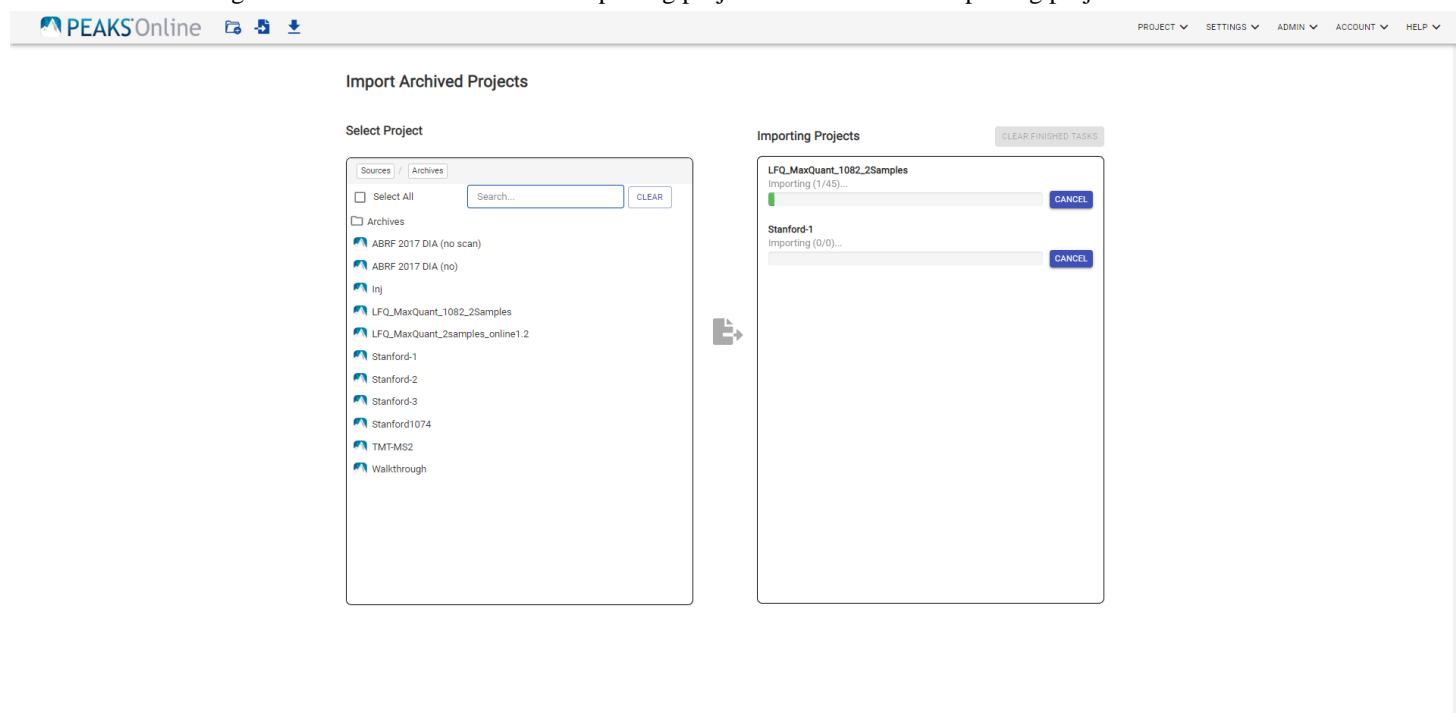 PEAKS Online
PROJECT SETTINGS ADMIN ACCOUNT HELP
Import Archived Projects
Select Project
Sources / Archives
Select All Search... CLEAR
Archives
ABRF 2017 DIA (no scan)
ABRF 2017 DIA (no)
Inj
LFQ_MaxQuant_1082_2Samples
LFQ_MaxQuant_2samples_online1.2
Stanford-1
Stanford-2
Stanford-3
Stanford1074
TMT-MS2
Walkthrough
Importing Projects CLEAR FINISHED TASKS
LFQ_MaxQuant_1082_2Samples
Importing (1/45)...
CANCEL
Stanford-1
Importing (0/0)...
CANCEL